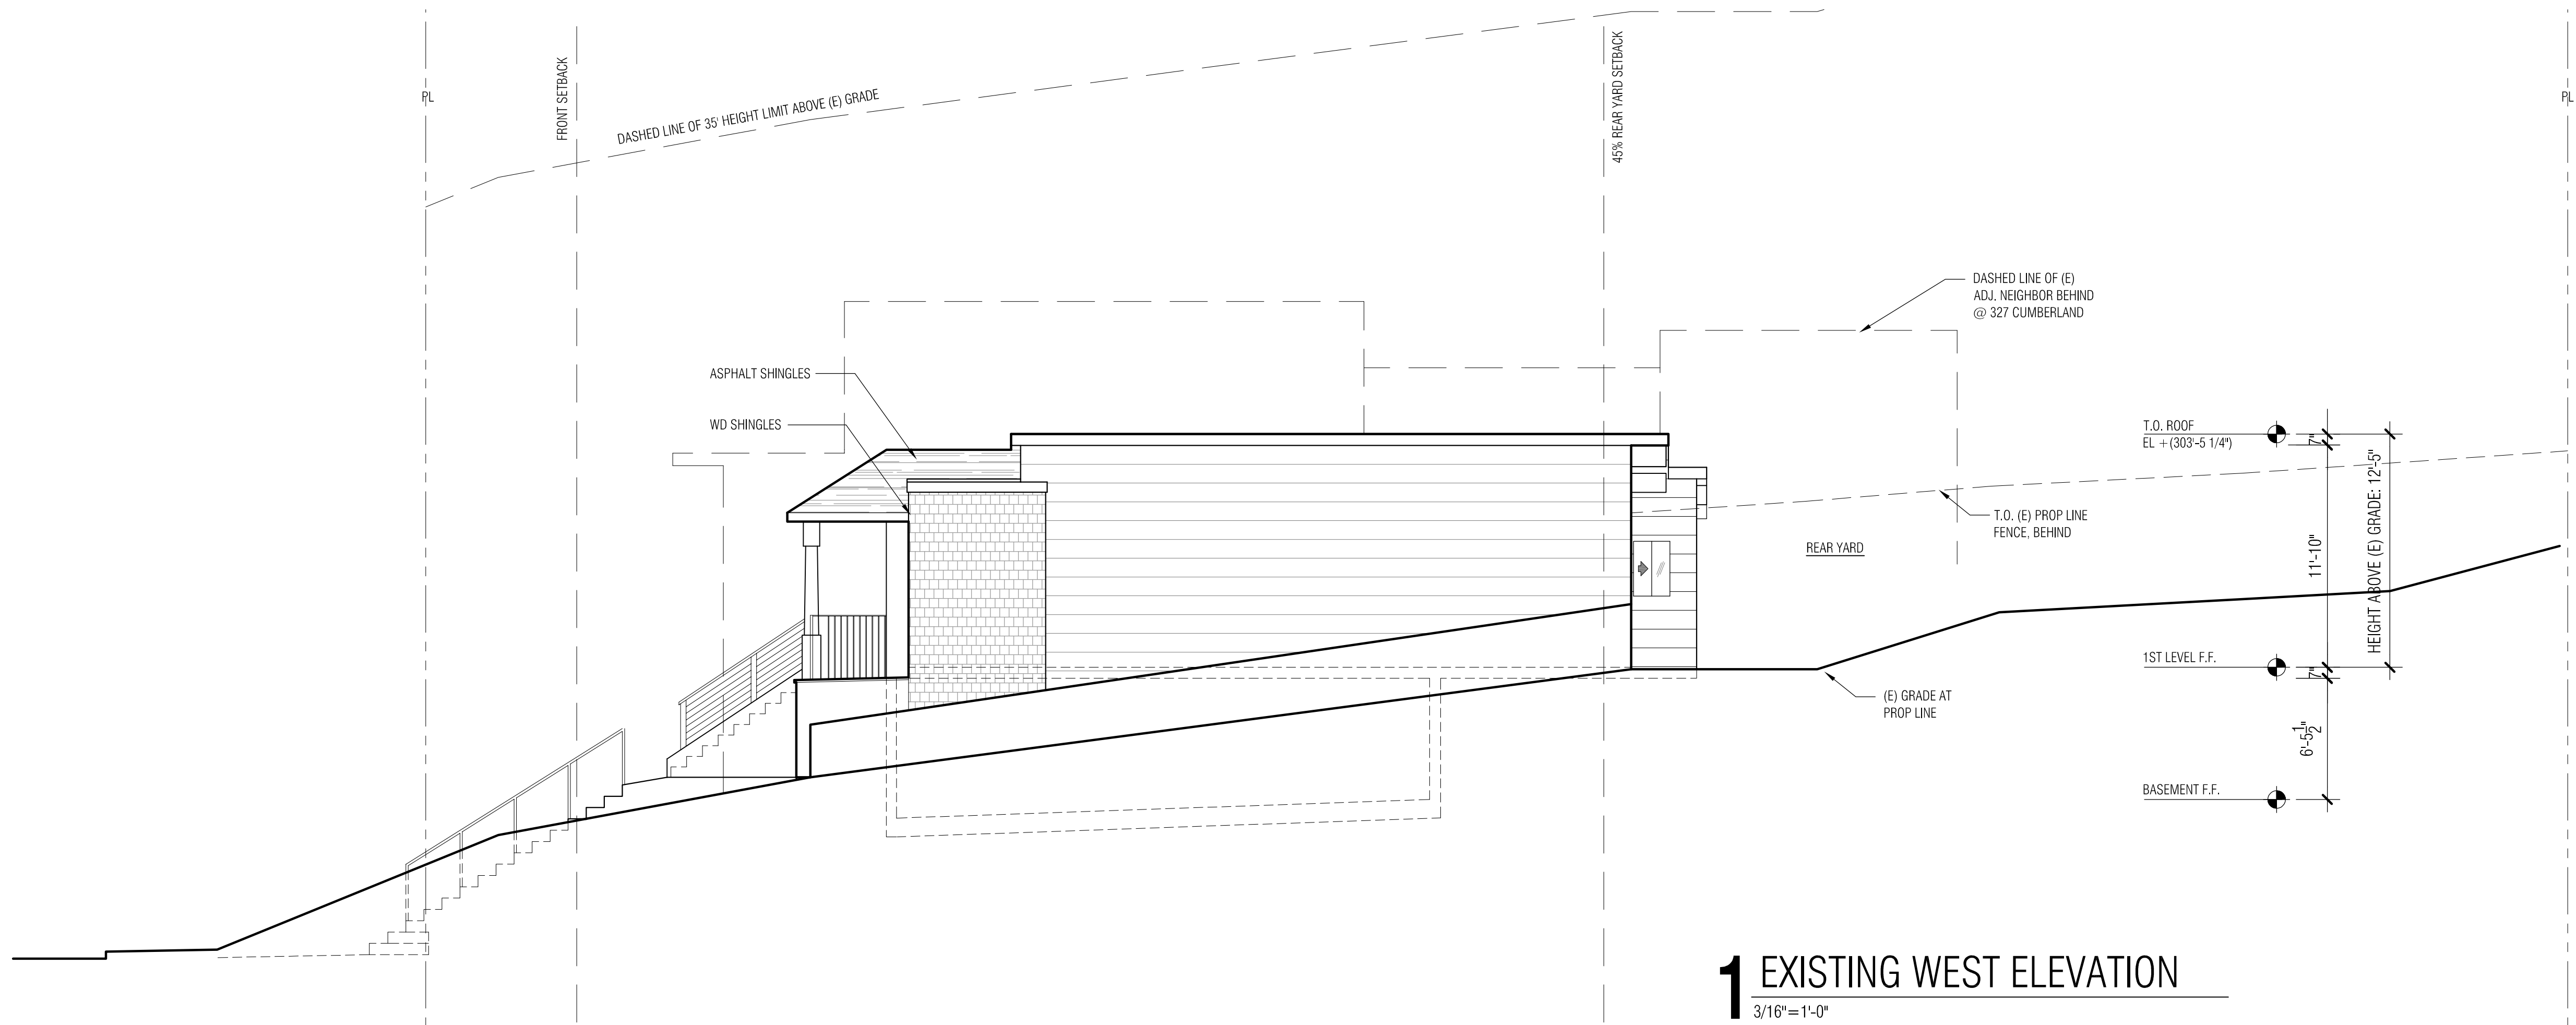 PL
FRONT SETBACK
DASHED LINE OF 35' HEIGHT LIMIT ABOVE (E) GRADE
45% REAR YARD SETBACK
PL
DASHED LINE OF (E)
ADJ. NEIGHBOR BEHIND
@ 327 CUMBERLAND
ASPHALT SHINGLES
WD SHINGLES
T.O. ROOF
EL +(303'-5 1/4")
7"
HEIGHT ABOVE (E) GRADE: 12'-5"
T.O. (E) PROP LINE
FENCE, BEHIND
REAR YARD
11'-10"
1ST LEVEL F.F.
7"
(E) GRADE AT
PROP LINE
6'-5 1/2"
BASEMENT F.F.
1 EXISTING WEST ELEVATION
3/16"=1'-0"